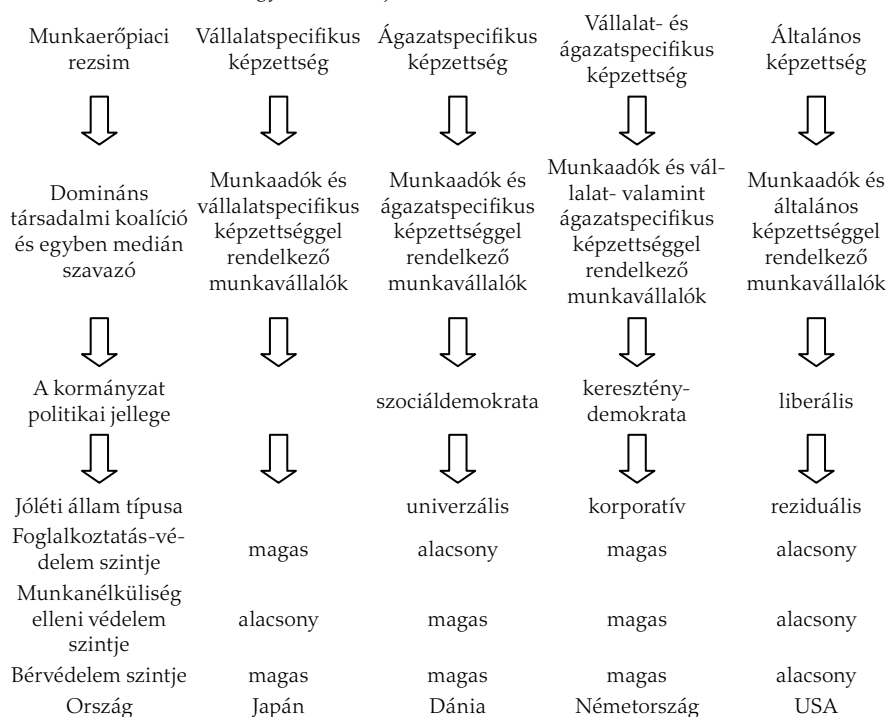 Munkaerőpiaci
rezsim
Vállalatspecifikus
képzettség
Ágazatspecifikus
képzettség
Vállalat- és
ágazatspecifikus
képzettség
Általános
képzettség
Domináns
társadalmi koalíció
és egyben medián
szavazó
Munkaadók és
vállalatspecifikus
képzettséggel
rendelkező
munkavállalók
Munkaadók és
ágazatspecifikus
képzettséggel
rendelkező
munkavállalók
Munkaadók és vál-
lalat- valamint
ágazatspecifikus
képzettséggel
rendelkező
munkavállalók
Munkaadók és
általános
képzettséggel
rendelkező
munkavállalók
A kormányzat
politikai jellege
szociáldemokrata
keresztény-
demokrata
liberális
Jóléti állam típusa
univerzális
korporatív
reziduális
Foglalkoztatás-vé-
delem szintje
magas
alacsony
magas
alacsony
Munkanélküliség
elleni védelem
szintje
alacsony
magas
magas
alacsony
Bérvédelem szintje
magas
magas
magas
alacsony
Ország
Japán
Dánia
Németország
USA